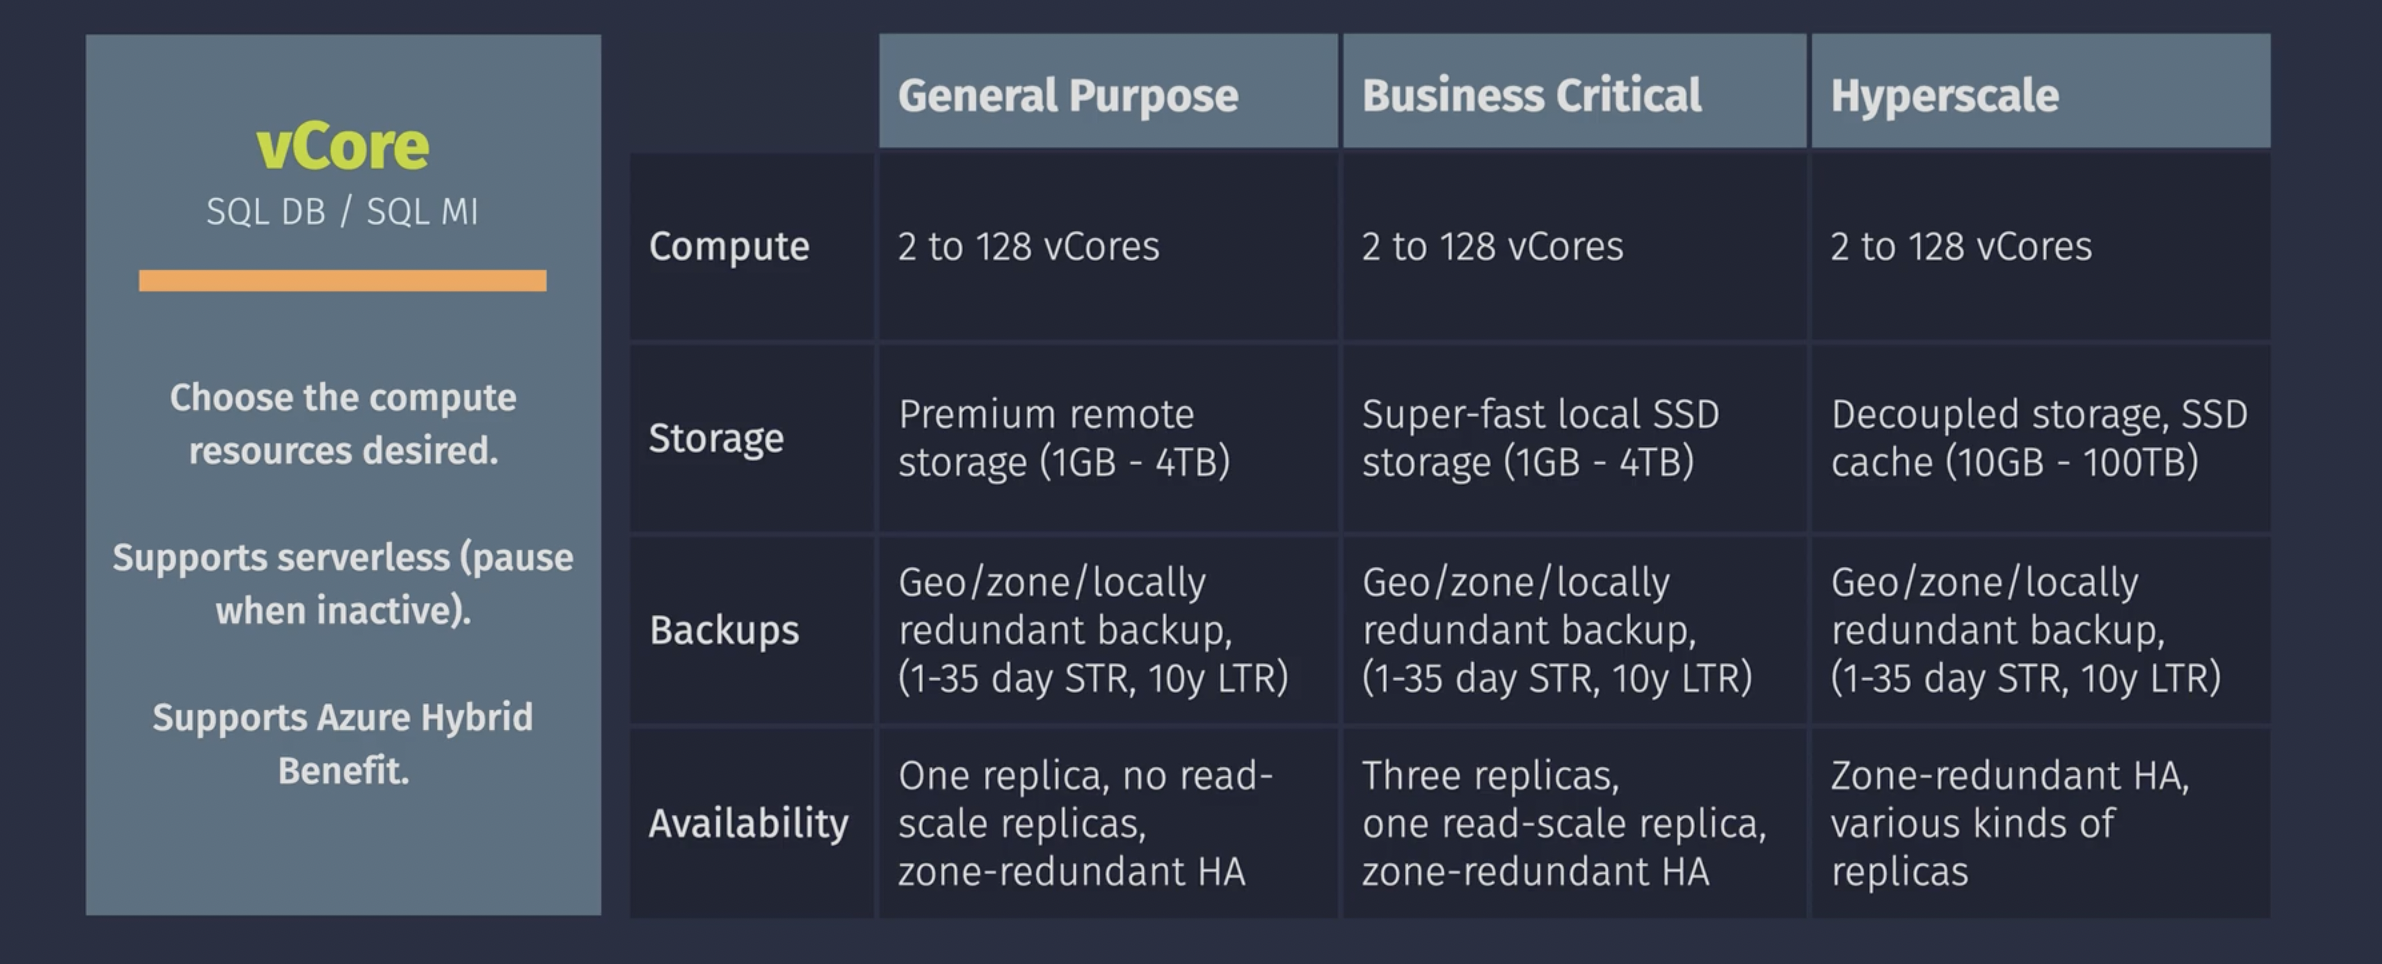 vCore
SQL DB / SQL MI
Choose the compute
resources desired.
Supports serverless (pause
when inactive).
Supports Azure Hybrid
Benefit.
General Purpose
Business Critical
Hyperscale
Compute
2 to 128 vCores
2 to 128 vCores
2 to 128 vCores
Storage
Premium remote
storage (1GB - 4TB)
Super-fast local SSD
storage (1GB - 4TB)
Decoupled storage, SSD
cache (10GB - 100TB)
Backups
Geo/zone/locally
redundant backup,
(1-35 day STR, 10y LTR)
Geo/zone/locally
redundant backup,
(1-35 day STR, 10y LTR)
Geo/zone/locally
redundant backup,
(1-35 day STR, 10y LTR)
Availability
One replica, no read-
scale replicas,
zone-redundant HA
Three replicas,
one read-scale replica,
zone-redundant HA
Zone-redundant HA,
various kinds of
replicas